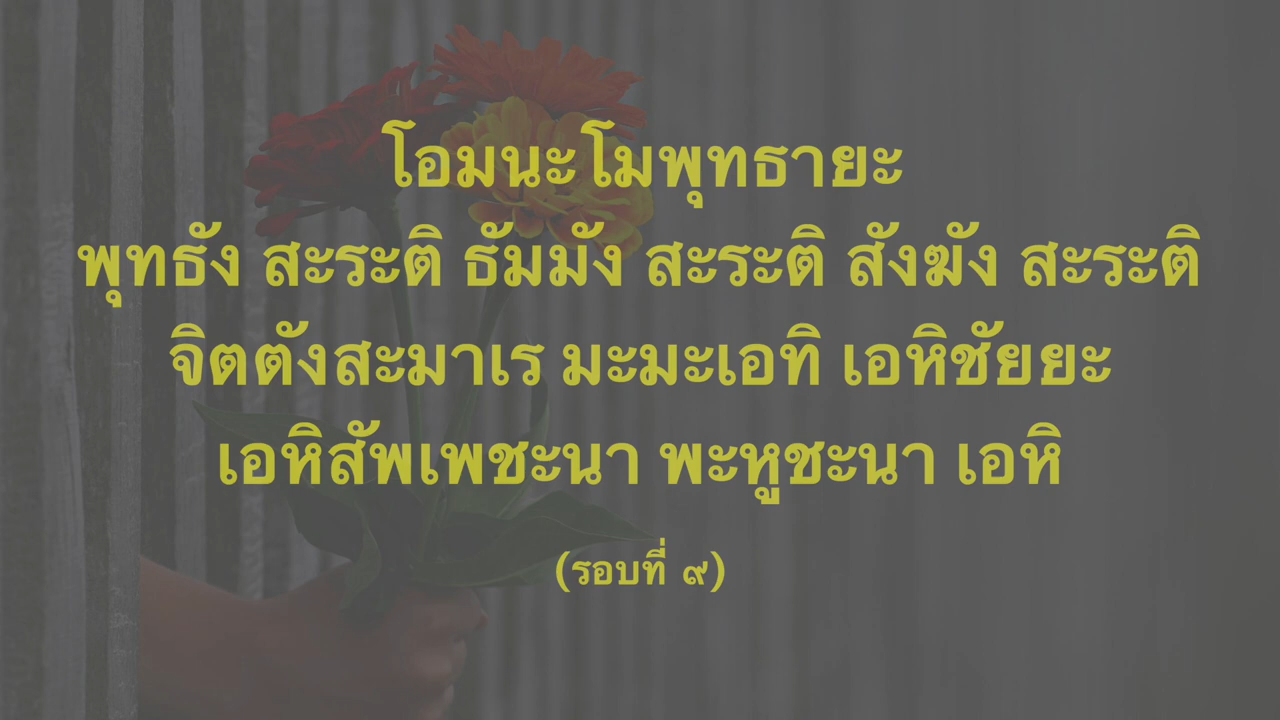 โอมนะโมพุทธายะ
พุทธัง สะระติ ธัมมัง สะระติ สังฆัง สะระติ
จิตตังสะมาเร มะมะเอทิ เอหิชัยยะ
เอหิสัพเพชะนา พะหูชะนา เอหิ
(รอบที่ ๙)